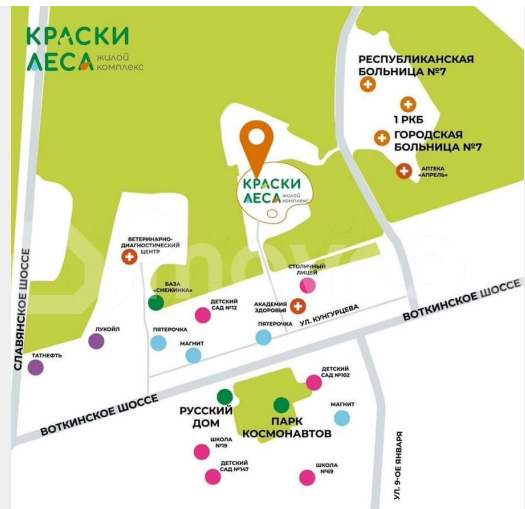 КРАСКИ
ЛЕСА жилой
комплекс
РЕСПУБЛИКАНСКАЯ
БОЛЬНИЦА №7
1 РКБ
ГОРОДСКАЯ
БОЛЬНИЦА №7
АПТЕКА
«АПРЕЛЬ»
КРАСКИ
ЛЕСА жилой
комплекс
ВЕТЕРИНАРНО-
ДИАГНОСТИЧЕСКИЙ
ЦЕНТР
СЛАВЯНСКОЕ ШОССЕ
СТОЛИЧНЫЙ
ЛИЦЕЙ
БАЗА
«СНЕЖИНКА»
ДЕТСКИЙ
САД №12
АКАДЕМИЯ
ЗДОРОВЬЯ
УЛ. КУНГУРЦЕВА
ВОТКИНСКОЕ ШОССЕ
ЛУКОЙЛ
ПЯТЕРОЧКА
ПЯТЕРОЧКА
МАГНИТ
ТАТНЕФТЬ
ВОТКИНСКОЕ ШОССЕ
ДЕТСКИЙ
САД №102
РУССКИЙ
ДОМ
ПАРК
КОСМОНАВТОВ
МАГНИТ
ШКОЛА
№19
ДЕТСКИЙ
САД №147
ШКОЛА
№69
УЛ. 9-ОЕ ЯНВАРЯ